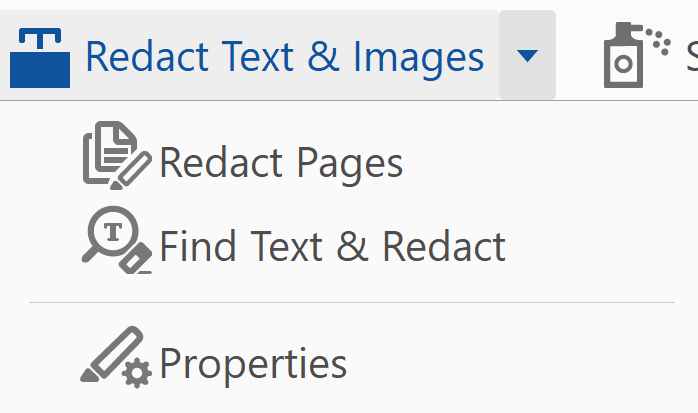 Redact Text & Images
Redact Pages
Find Text & Redact
Properties